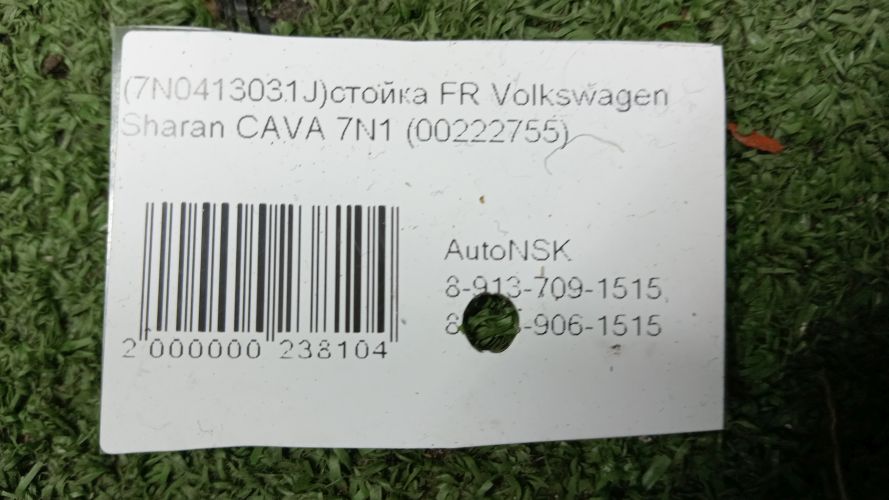 (7N0413031J)стойка FR Volkswagen
Sharan CAVA 7N1 (00222755)
AutoNSK
8-913-709-1515
-906-1515
2 000000 238104